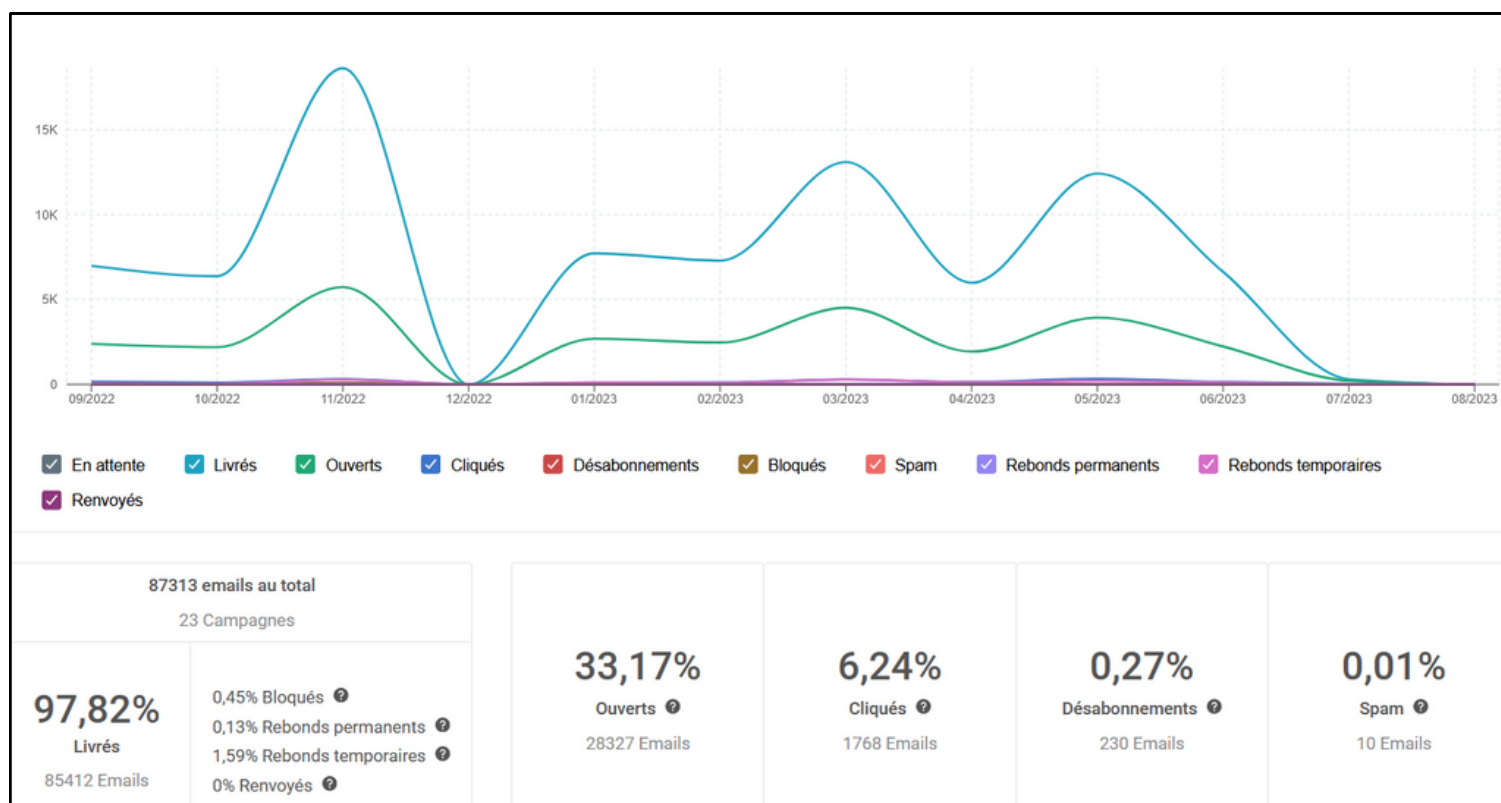 15K
10K
5K
0
09/2022 10/2022 11/2022 12/2022 01/2023 02/2023 03/2023 04/2023 05/2023 06/2023 07/2023 08/2023
En attente Livrés Ouverts Cliqués Désabonnements Bloqués Spam Rebonds permanents Rebonds temporaires
Renvoyés
87313 emails au total
23 Campagnes
97,82%
Livrés
85412 Emails
0,45% Bloqués ?
0,13% Rebonds permanents ?
1,59% Rebonds temporaires ?
0% Renvoyés ?
33,17%
Ouverts ?
28327 Emails
6,24%
Cliqués ?
1768 Emails
0,27%
Désabonnements ?
230 Emails
0,01%
Spam ?
10 Emails